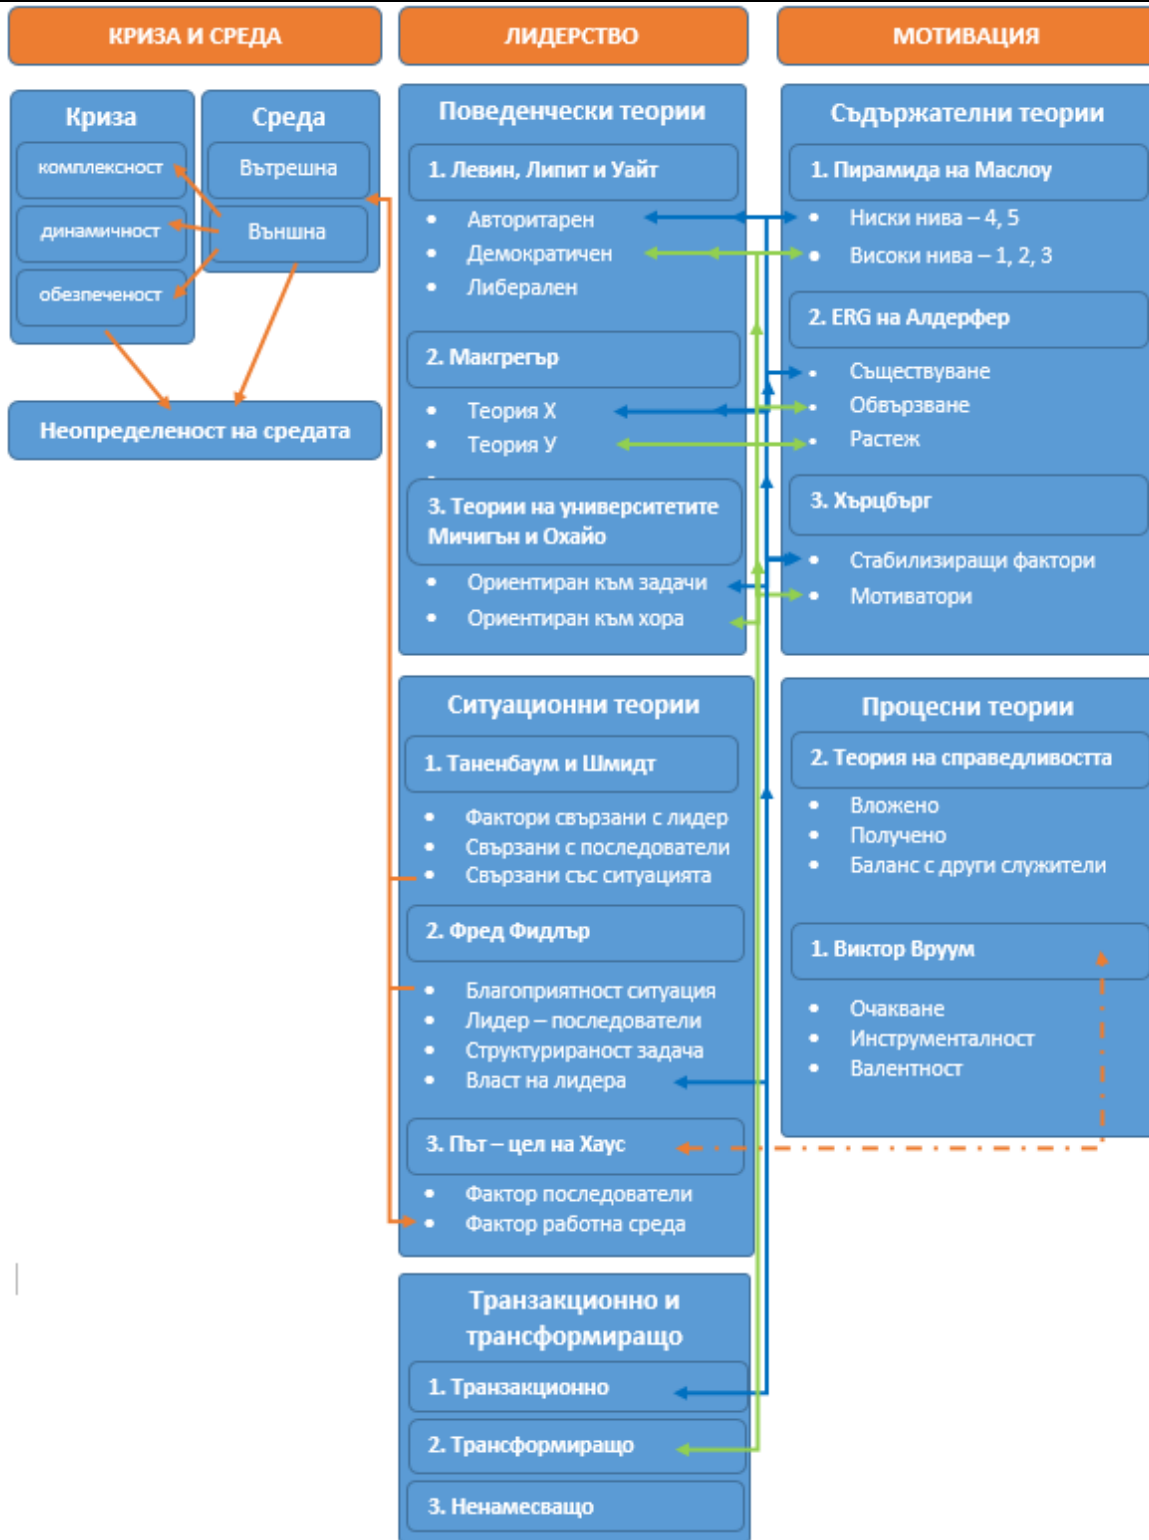 КРИЗА И СРЕДА
Криза
комплексност
динамичност
обезпеченост
Среда
Вътрешна
Външна
Неопределеност на средата
ЛИДЕРСТВО
Поведенчески теории
1. Левин, Липит и Уайт
• Авторитарен
• Демократичен
• Либерален
2. Макгрегър
• Теория Х
• Теория У
3. Теории на университетите
Мичигън и Охайо
• Ориентиран към задачи
• Ориентиран към хора
Ситуационни теории
1. Таненбаум и Шмидт
• Фактори свързани с лидер
• Свързани с последователи
• Свързани със ситуацията
2. Фред Фидлър
• Благоприятност ситуация
• Лидер – последователи
• Структурираност задача
• Власт на лидера
3. Път – цел на Хаус
• Фактор последователи
• Фактор работна среда
Транзакционно и
трансформиращо
1. Транзакционно
2. Трансформиращо
3. Ненамесващо
МОТИВАЦИЯ
Съдържателни теории
1. Пирамида на Маслоу
• Ниски нива – 4, 5
• Високи нива – 1, 2, 3
2. ERG на Алдерфер
• Съществуване
• Обвързване
• Растеж
3. Хърцбърг
• Стабилизиращи фактори
• Мотиватори
Процесни теории
2. Теория на справедливостта
• Вложено
• Получено
• Баланс с други служители
1. Виктор Вруум
• Очакване
• Инструменталност
• Валентност